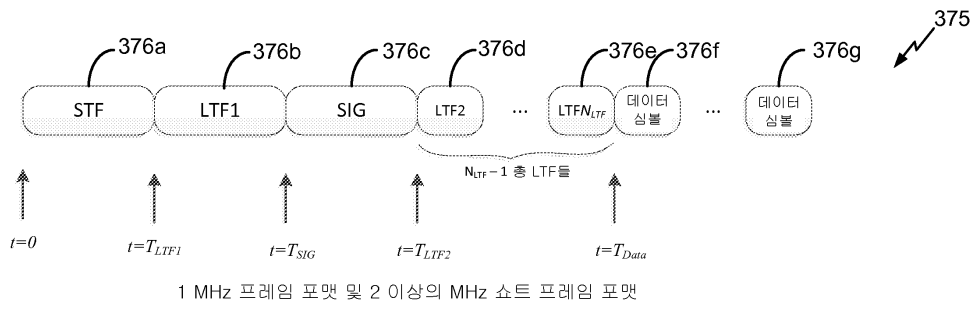 375
376a 376b 376c 376d 376e 376f 376g
STF LTF1 SIG LTF2 ... LTFN_LTF 데이터 심볼 ... 데이터 심볼
N_LTF – 1 총 LTF들
t=0 t=T_LTF1 t=T_SIG t=T_LTF2 t=T_Data
1 MHz 프레임 포맷 및 2 이상의 MHz 쇼트 프레임 포맷